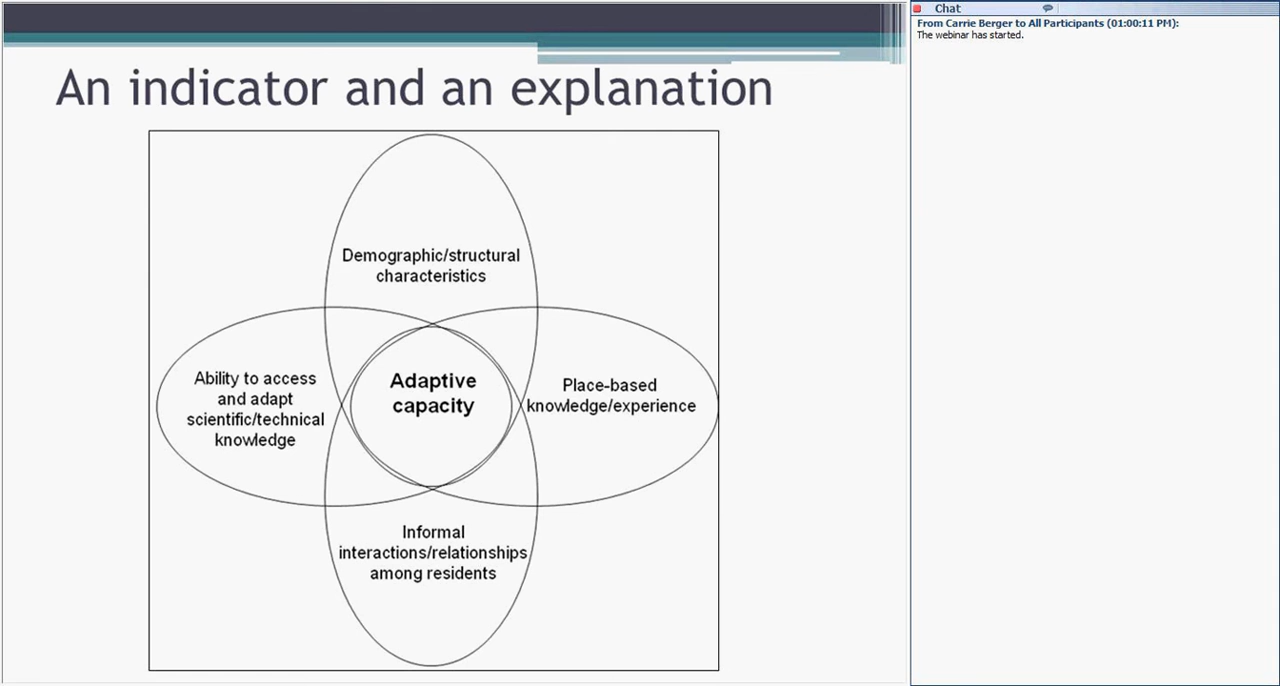 An indicator and an explanation
Demographic/structural
characteristics
Ability to access
and adapt
scientific/technical
knowledge
Adaptive
capacity
Place-based
knowledge/experience
Informal
interactions/relationships
among residents
Chat
From Carrie Berger to All Participants (01:00:11 PM):
The webinar has started.